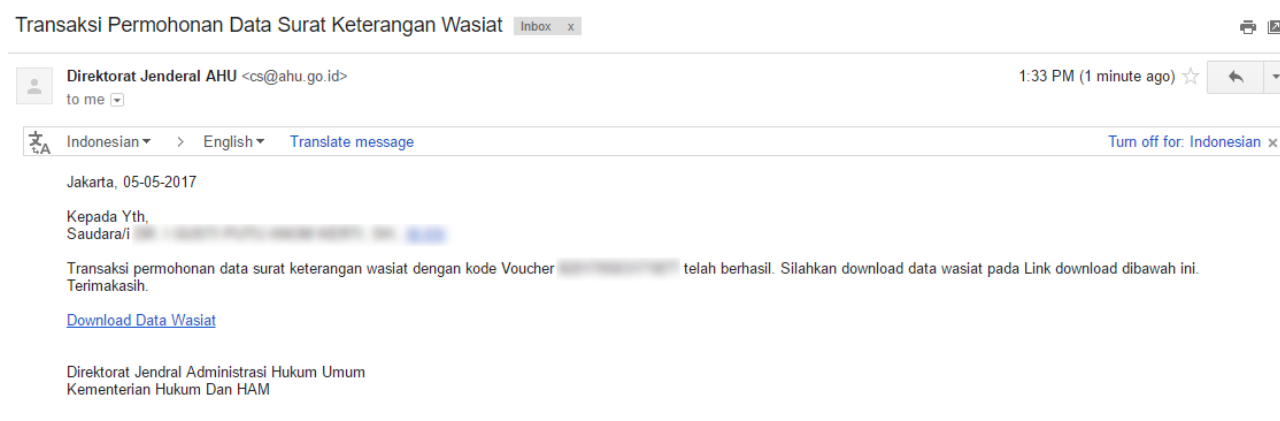 Transaksi Permohonan Data Surat Keterangan Wasiat Inbox x
Direktorat Jenderal AHU <cs@ahu.go.id> 1:33 PM (1 minute ago)
to me
Indonesian > English Translate message Turn off for: Indonesian x
Jakarta, 05-05-2017
Kepada Yth,
Saudara/i
Transaksi permohonan data surat keterangan wasiat dengan kode Voucher telah berhasil. Silahkan download data wasiat pada Link download dibawah ini.
Terimakasih.
Download Data Wasiat
Direktorat Jendral Administrasi Hukum Umum
Kementerian Hukum Dan HAM